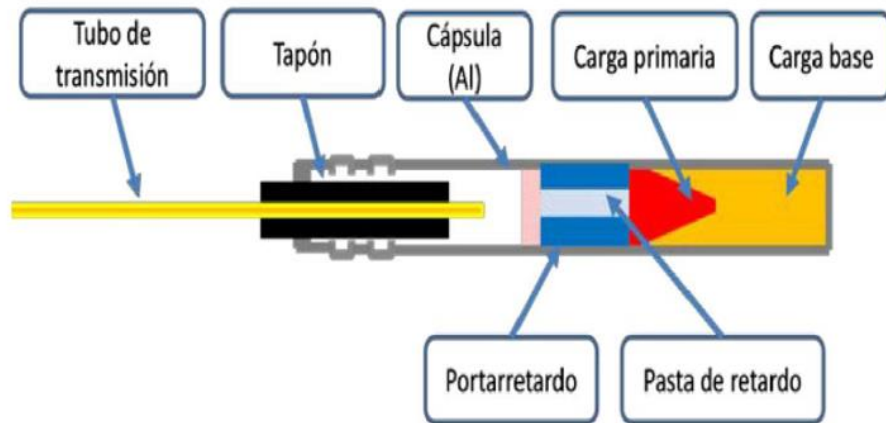 Tubo de
transmisión
Tapón
Cápsula
(Al)
Carga primaria
Carga base
Portarretardo
Pasta de retardo